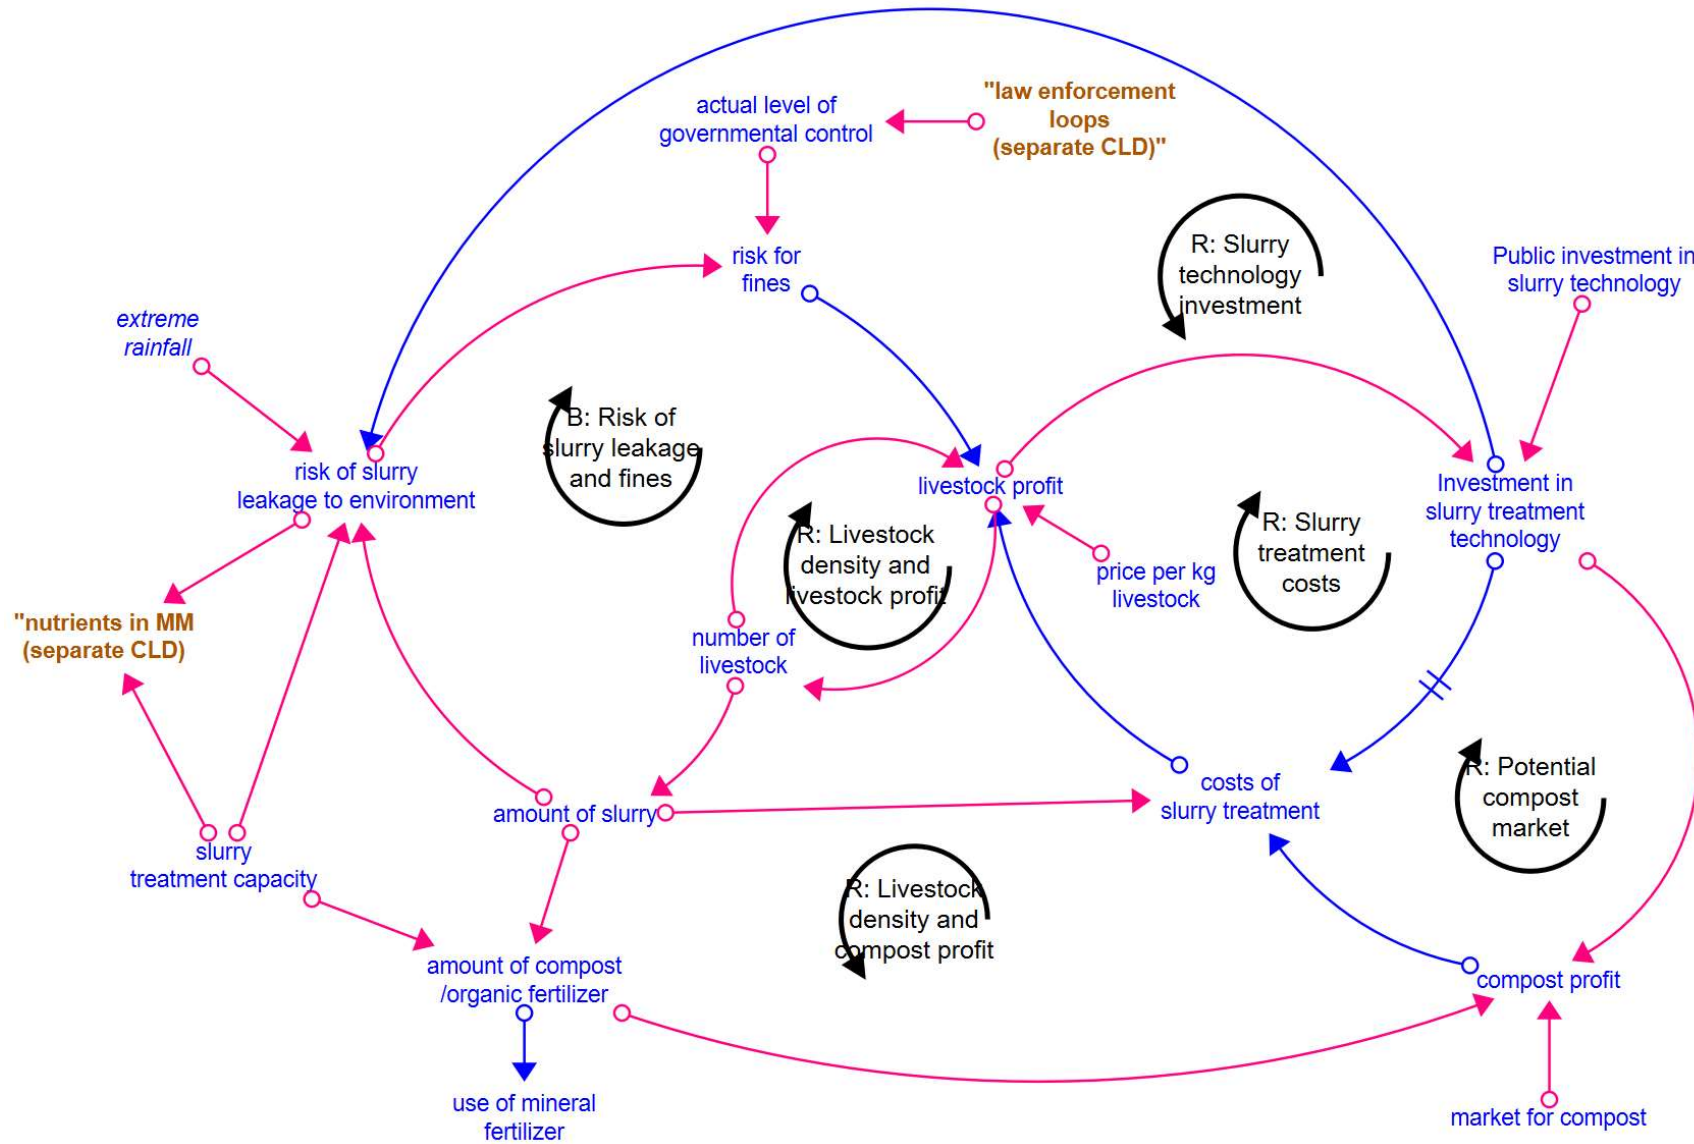 actual level of
governmental control
"law enforcement
loops
(separate CLD)"
risk for
fines
R: Slurry
technology
investment
Public investment in
slurry technology
extreme
rainfall
B: Risk of
slurry leakage
and fines
risk of slurry
leakage to environment
livestock profit
Investment in
slurry treatment
technology
R: Livestock
density and
livestock profit
R: Slurry
treatment
costs
price per kg
livestock
"nutrients in MM
(separate CLD)
number of
livestock
costs of
slurry treatment
R: Potential
compost
market
amount of slurry
slurry
treatment capacity
R: Livestock
density and
compost profit
amount of compost
/organic fertilizer
compost profit
use of mineral
fertilizer
market for compost